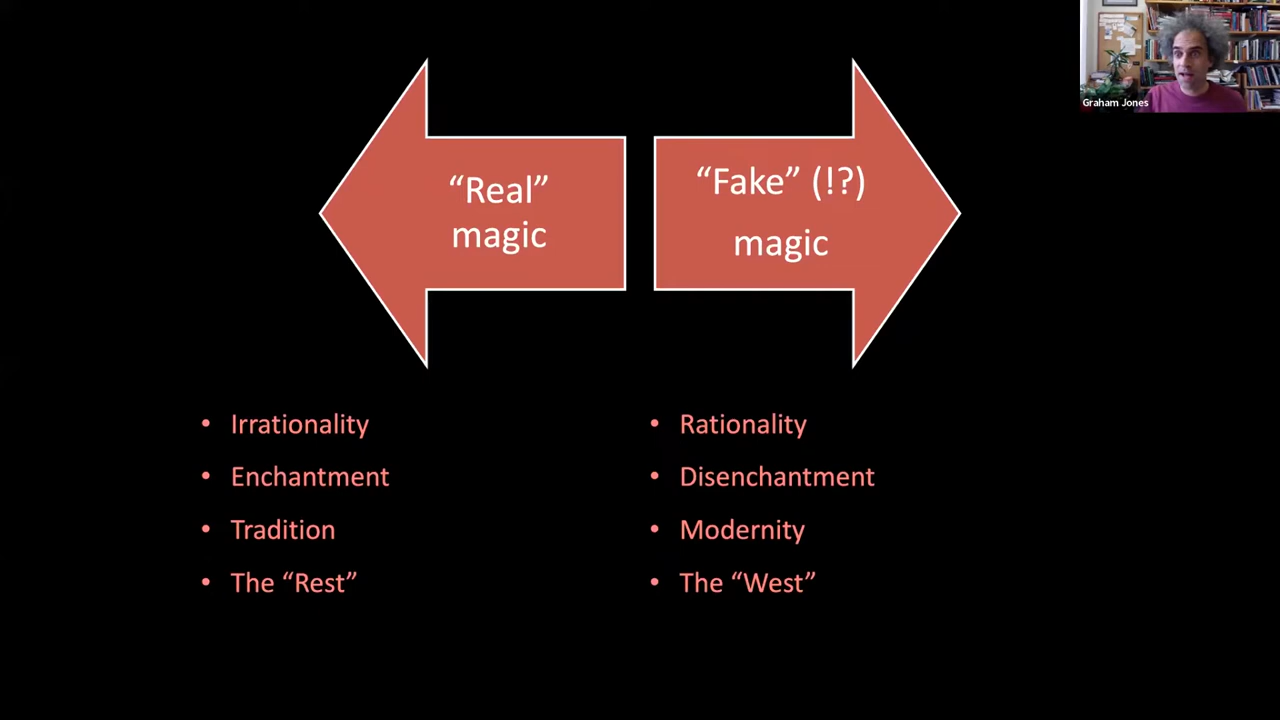 “Real”
magic
“Fake” (!?)
magic
• Irrationality
• Enchantment
• Tradition
• The “Rest”
• Rationality
• Disenchantment
• Modernity
• The “West”
Graham Jones